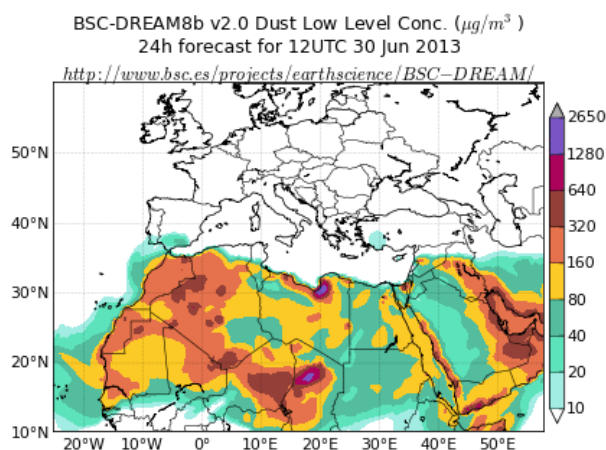 BSC-DREAM8b v2.0 Dust Low Level Conc. (μg/m³ )
24h forecast for 12UTC 30 Jun 2013
http://www.bsc.es/projects/earthscience/BSC−DREAM/
2650
1280
640
320
160
80
40
20
10
50°N
40°N
30°N
20°N
10°N
20°W 10°W 0° 10°E 20°E 30°E 40°E 50°E